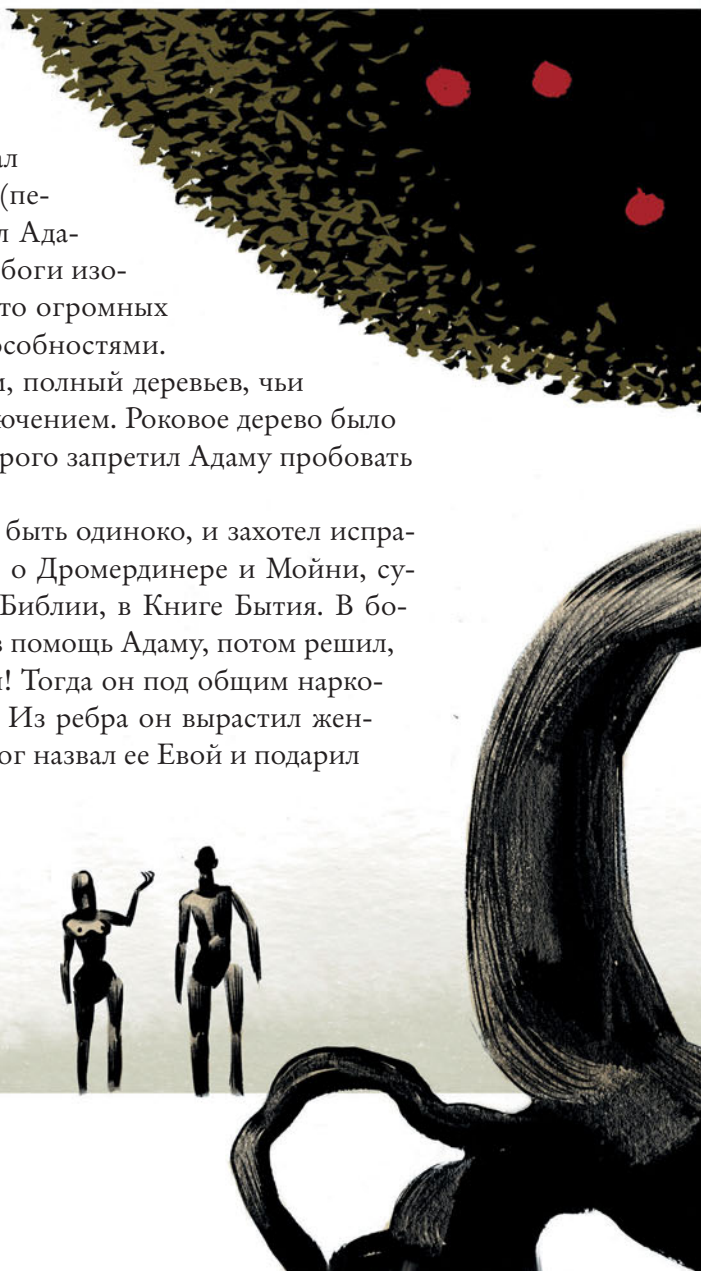 ал
(пе-
л Ада-
боги изо-
то огромных
особностями.
м, полный деревьев, чьи
ючением. Роковое дерево было
рого запретил Адаму пробовать
быть одиноко, и захотел испра-
о Дромердинере и Мойни, су-
Библии, в Книге Бытия. В бо-
в помощь Адаму, потом решил,
и! Тогда он под общим нарко-
Из ребра он вырастил жен-
ог назвал ее Евой и подарил